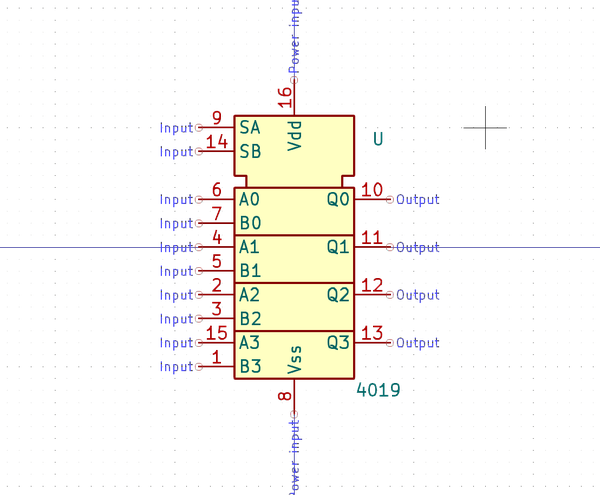 Power input
16
Vdd
U
Input 9 SA
Input 14 SB
Input 6 A0 Q0 10 Output
Input 7 B0
Input 4 A1 Q1 11 Output
Input 5 B1
Input 2 A2 Q2 12 Output
Input 3 B2
Input 15 A3 Q3 13 Output
Input 1 B3
Vss
4019
8
Power input